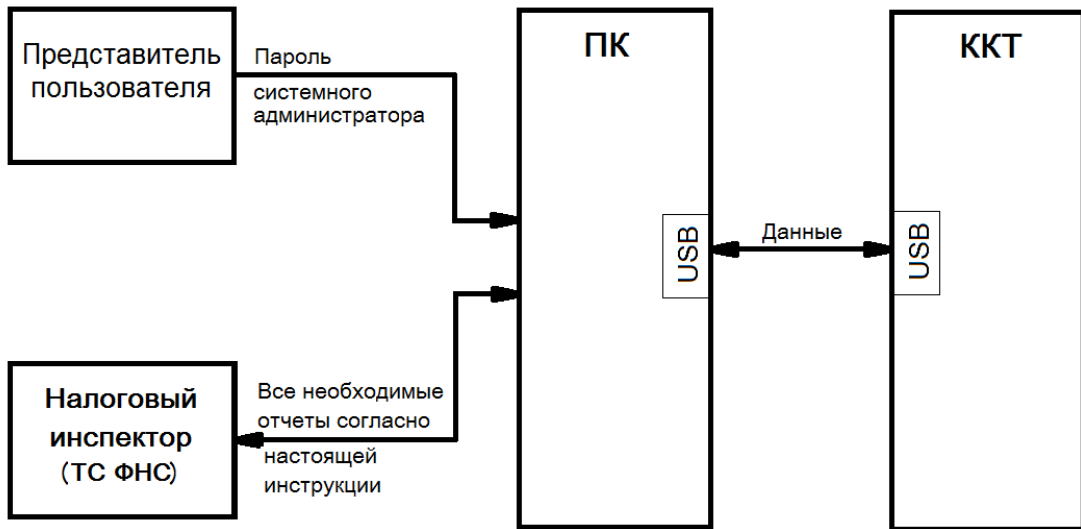 Представитель
пользователя
Пароль
системного
администратора
ПК
ККТ
USB
Данные
USB
Налоговый
инспектор
(ТС ФНС)
Все необходимые
отчеты согласно
настоящей
инструкции